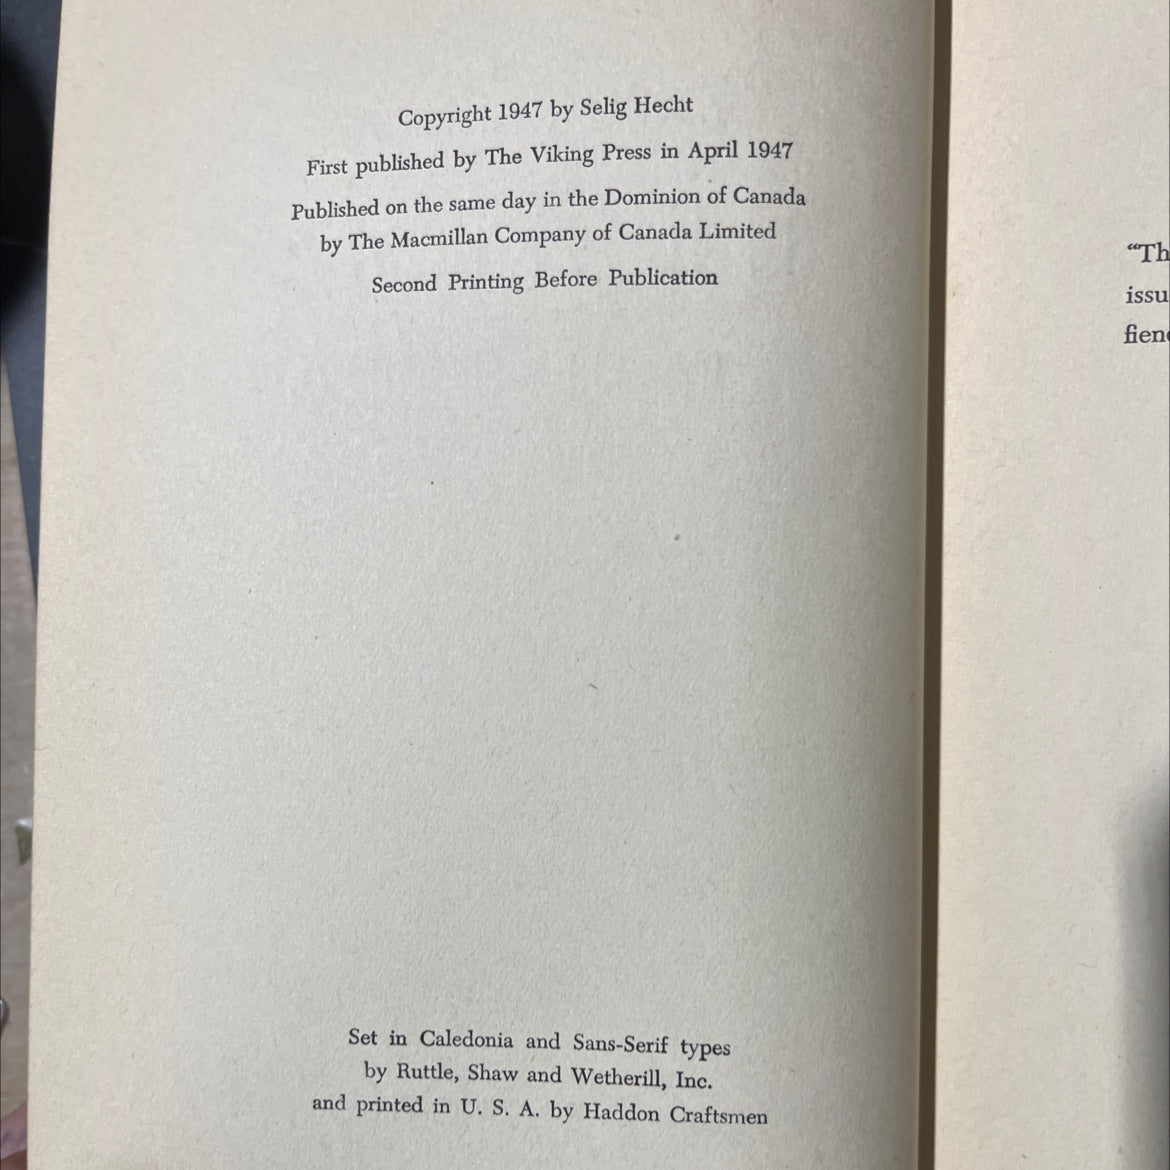 Copyright 1947 by Selig Hecht
First published by The Viking Press in April 1947
Published on the same day in the Dominion of Canada
by The Macmillan Company of Canada Limited
Second Printing Before Publication
Set in Caledonia and Sans-Serif types
by Ruttle, Shaw and Wetherill, Inc.
and printed in U. S. A. by Haddon Craftsmen
“Th
issu